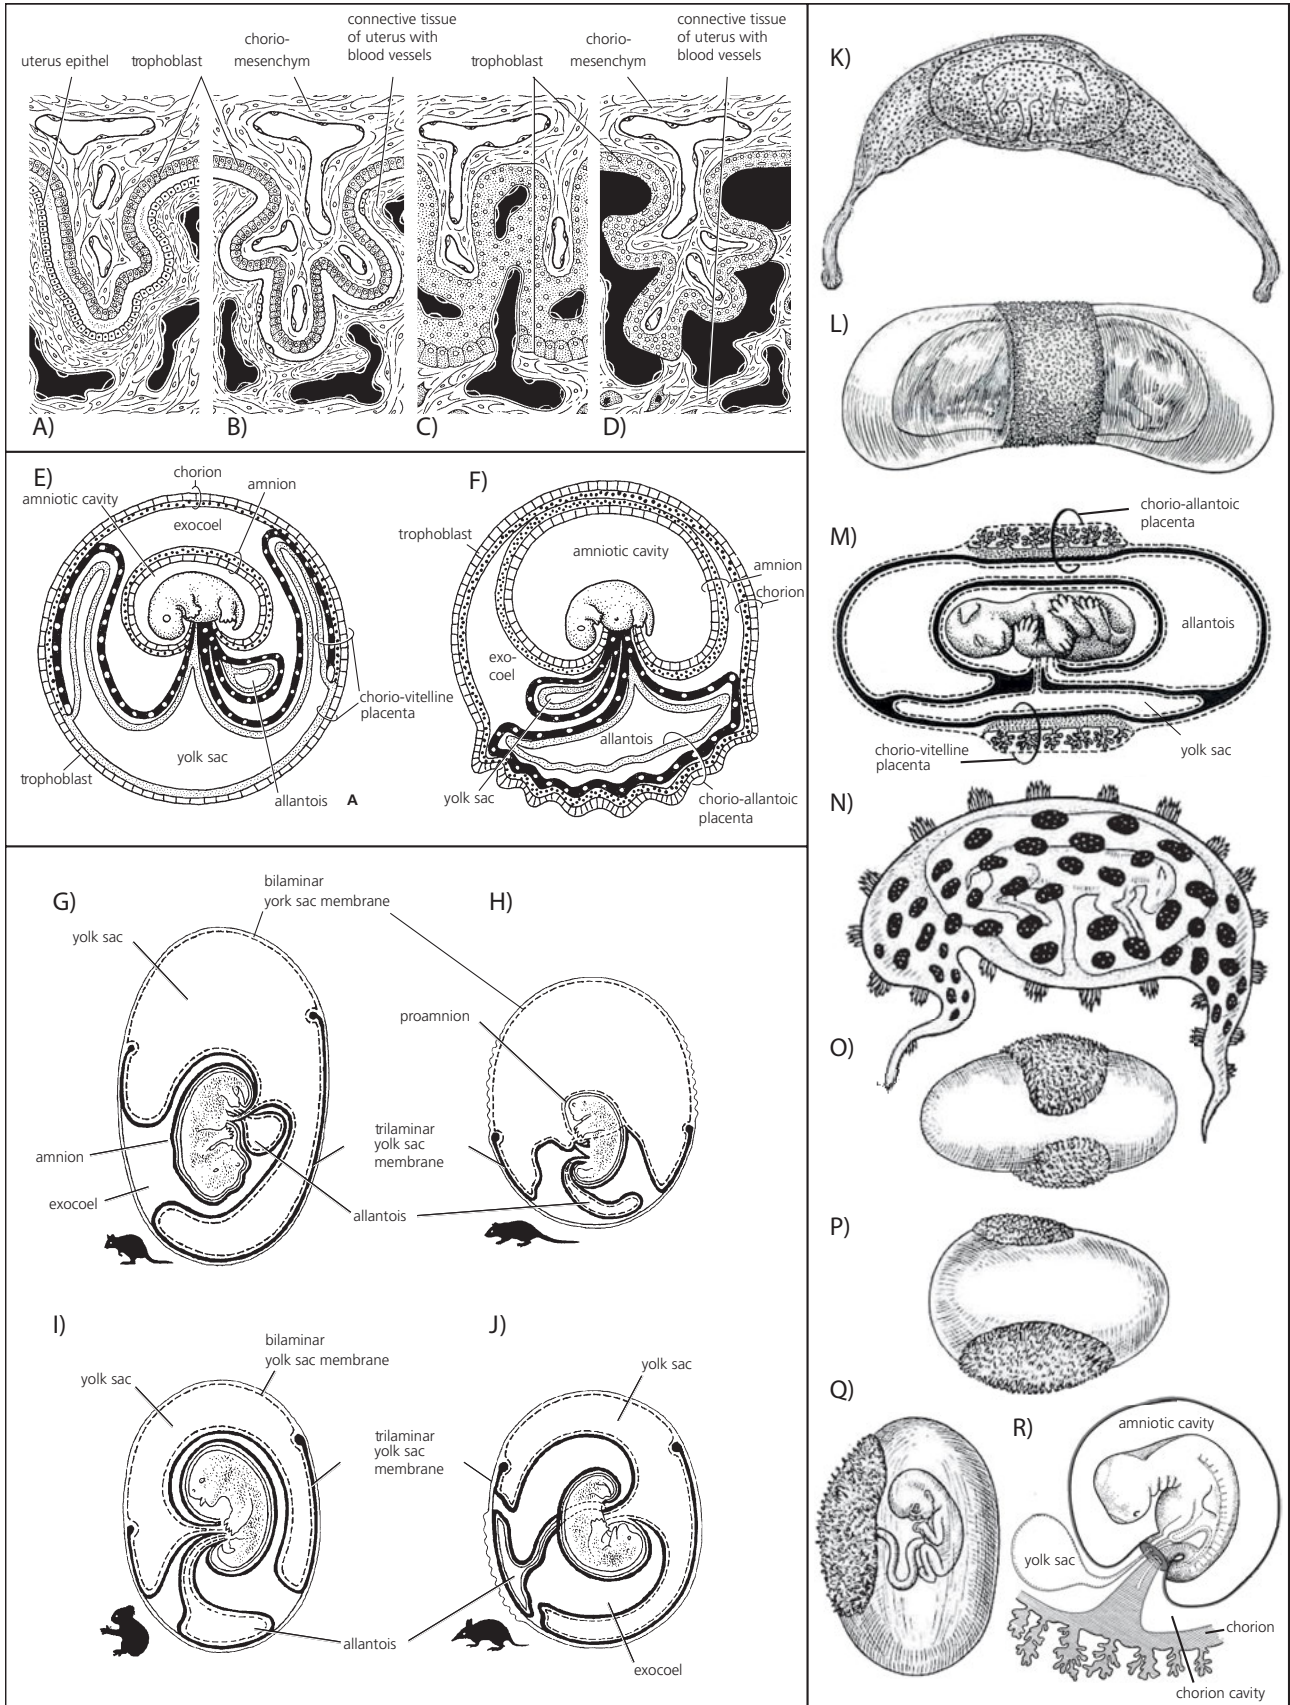 uterus epithel
trophoblast
chorio-
mesenchym
connective tissue
of uterus with
blood vessels
trophoblast
chorio-
mesenchym
connective tissue
of uterus with
blood vessels
A)
B)
C)
D)
E)
chorion
amniotic cavity
amnion
exocoel
chorio-vitelline
placenta
yolk sac
trophoblast
allantois
A
F)
trophoblast
amniotic cavity
amnion
chorion
exo-
coel
allantois
yolk sac
chorio-allantoic
placenta
G)
bilaminar
york sac membrane
H)
yolk sac
proamnion
amnion
trilaminar
yolk sac
membrane
exocoel
allantois
I)
bilaminar
yolk sac membrane
J)
yolk sac
yolk sac
trilaminar
yolk sac
membrane
allantois
exocoel
K)
L)
M)
chorio-allantoic
placenta
allantois
chorio-vitelline
placenta
yolk sac
N)
O)
P)
Q)
R)
amniotic cavity
yolk sac
chorion
chorion cavity